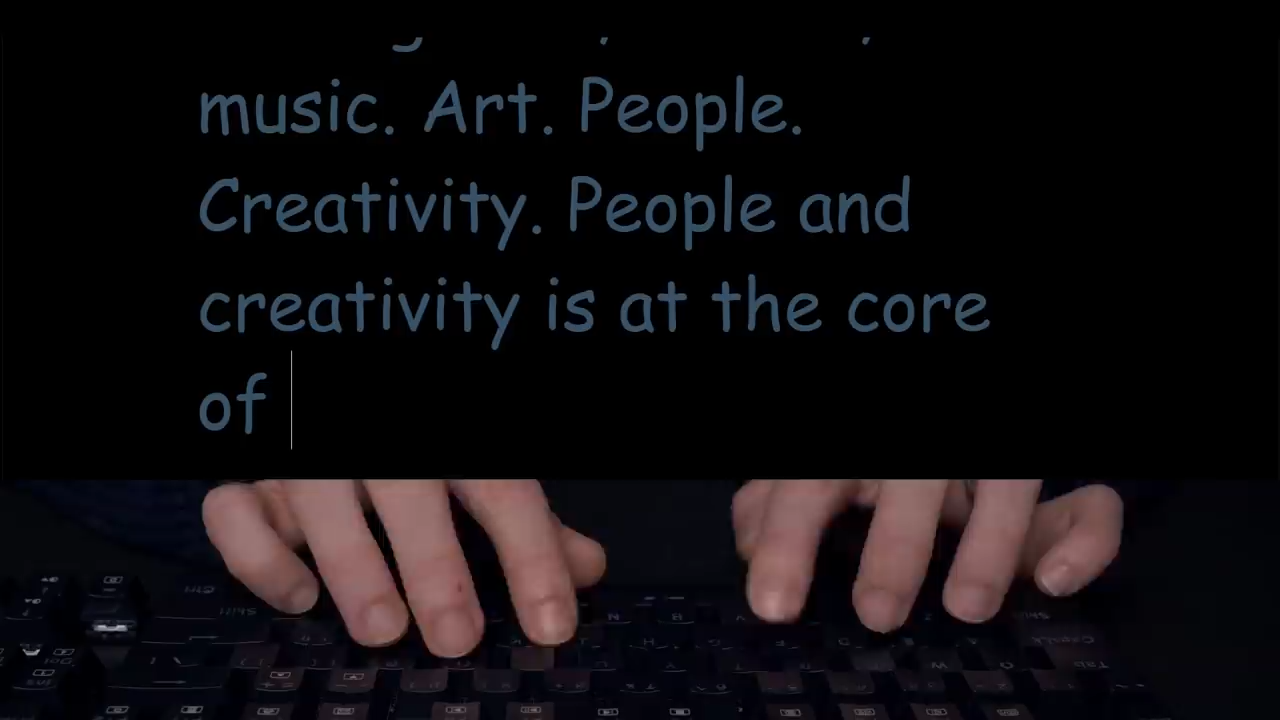 music. Art. People.
Creativity. People and
creativity is at the core
of